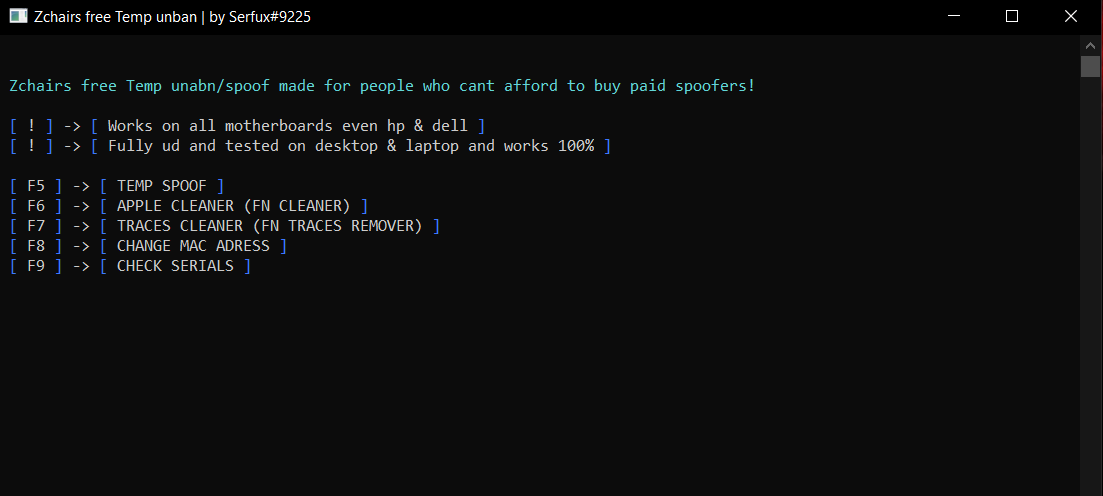 Zchairs free Temp unban | by Serfux#9225
Zchairs free Temp unabn/spoof made for people who cant afford to buy paid spoofers!
[ ! ] -> [ Works on all motherboards even hp & dell ]
[ ! ] -> [ Fully ud and tested on desktop & laptop and works 100% ]
[ F5 ] -> [ TEMP SPOOF ]
[ F6 ] -> [ APPLE CLEANER (FN CLEANER) ]
[ F7 ] -> [ TRACES CLEANER (FN TRACES REMOVER) ]
[ F8 ] -> [ CHANGE MAC ADRESS ]
[ F9 ] -> [ CHECK SERIALS ]